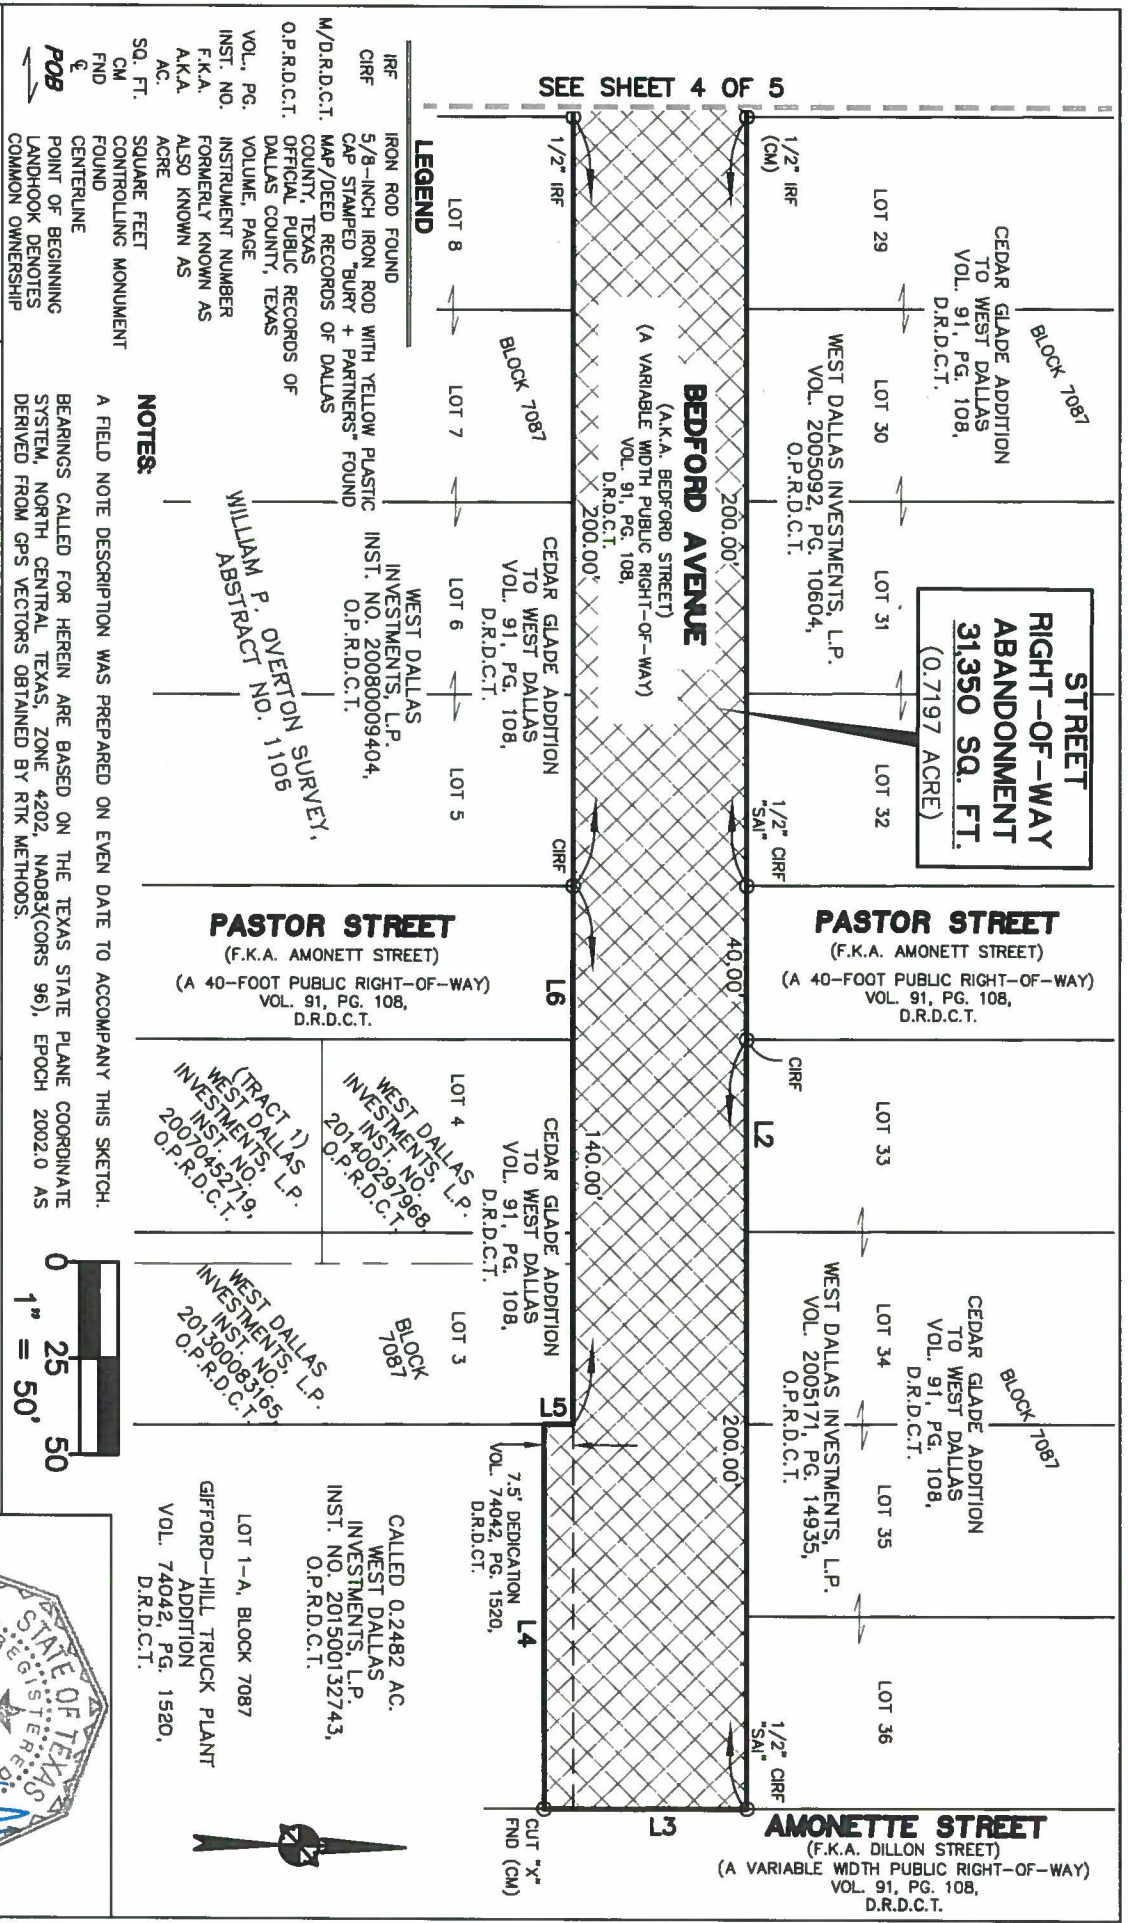 SEE SHEET 4 OF 5
1/2" IRF
(CM)
LOT 29
CEDAR GLADE ADDITION
TO WEST DALLAS
VOL. 91, PG. 108,
D.R.D.C.T.
BLOCK 7087
LOT 30
WEST DALLAS INVESTMENTS, L.P.
VOL. 2005092, PG. 10604,
O.P.R.D.C.T.
LOT 31
LOT 32
STREET
RIGHT-OF-WAY
ABANDONMENT
31,350 SQ. FT.
(0.7197 ACRE)
1/2" CIRF
"SAI"
PASTOR STREET
(F.K.A. AMONETT STREET)
(A 40-FOOT PUBLIC RIGHT-OF-WAY)
VOL. 91, PG. 108,
D.R.D.C.T.
CIRF
LOT 33
LOT 34
CEDAR GLADE ADDITION
TO WEST DALLAS
VOL. 91, PG. 108,
D.R.D.C.T.
BLOCK 7087
WEST DALLAS INVESTMENTS, L.P.
VOL. 2005171, PG. 14935,
O.P.R.D.C.T.
LOT 35
LOT 36
1/2" CIRF
"SAI"
AMONETTE STREET
(F.K.A. DILLON STREET)
(A VARIABLE WIDTH PUBLIC RIGHT-OF-WAY)
VOL. 91, PG. 108,
D.R.D.C.T.
200.00'
40.00'
L2
200.00'
L3
BEDFORD AVENUE
(A.K.A. BEDFORD STREET)
(A VARIABLE WIDTH PUBLIC RIGHT-OF-WAY)
VOL. 91, PG. 108,
D.R.D.C.T.
200.00'
140.00'
1/2" IRF
CIRF
L6
L5
L4
7.5' DEDICATION
VOL. 74042, PG. 1520,
D.R.D.CT.
CUT "X"
FND (CM)
LOT 8
BLOCK 7087
LOT 7
CEDAR GLADE ADDITION
TO WEST DALLAS
VOL. 91, PG. 108,
D.R.D.C.T.
LOT 6
LOT 5
WEST DALLAS
INVESTMENTS, L.P.
INST. NO. 20080009404,
O.P.R.D.C.T.
WILLIAM P. OVERTON SURVEY,
ABSTRACT NO. 1106
PASTOR STREET
(F.K.A. AMONETT STREET)
(A 40-FOOT PUBLIC RIGHT-OF-WAY)
VOL. 91, PG. 108,
D.R.D.C.T.
CEDAR GLADE ADDITION
TO WEST DALLAS
VOL. 91, PG. 108,
D.R.D.C.T.
LOT 4
WEST DALLAS
INVESTMENTS, L.P.
INST. NO.
201400297968,
O.P.R.D.C.T.
(TRACT 1)
WEST DALLAS
INVESTMENTS, L.P.
INST. NO.
20070452719,
O.P.R.D.C.T.
LOT 3
BLOCK
7087
WEST DALLAS
INVESTMENTS, L.P.
INST. NO.
201300083165,
O.P.R.D.C.T.
CALLED 0.2482 AC.
WEST DALLAS
INVESTMENTS, L.P.
INST. NO. 201500132743,
O.P.R.D.C.T.
LOT 1-A, BLOCK 7087
GIFFORD-HILL TRUCK PLANT
ADDITION
VOL. 74042, PG. 1520,
D.R.D.C.T.
LEGEND
IRF IRON ROD FOUND
CIRF 5/8-INCH IRON ROD WITH YELLOW PLASTIC
CAP STAMPED "BURY + PARTNERS" FOUND
M/D.R.D.C.T. MAP/DEED RECORDS OF DALLAS
COUNTY, TEXAS
O.P.R.D.C.T. OFFICIAL PUBLIC RECORDS OF
DALLAS COUNTY, TEXAS
VOL., PG. VOLUME, PAGE
INST. NO. INSTRUMENT NUMBER
F.K.A. FORMERLY KNOWN AS
A.K.A. ALSO KNOWN AS
AC. ACRE
SQ. FT. SQUARE FEET
CM CONTROLLING MONUMENT
FND FOUND
℄ CENTERLINE
POB POINT OF BEGINNING
LANDHOOK DENOTES
COMMON OWNERSHIP
NOTES:
A FIELD NOTE DESCRIPTION WAS PREPARED ON EVEN DATE TO ACCOMPANY THIS SKETCH.
BEARINGS CALLED FOR HEREIN ARE BASED ON THE TEXAS STATE PLANE COORDINATE
SYSTEM, NORTH CENTRAL TEXAS, ZONE 4202, NAD83(CORS 96), EPOCH 2002.0 AS
DERIVED FROM GPS VECTORS OBTAINED BY RTK METHODS.
0 25 50
1" = 50'
N
STATE OF TEXAS
REGISTERED